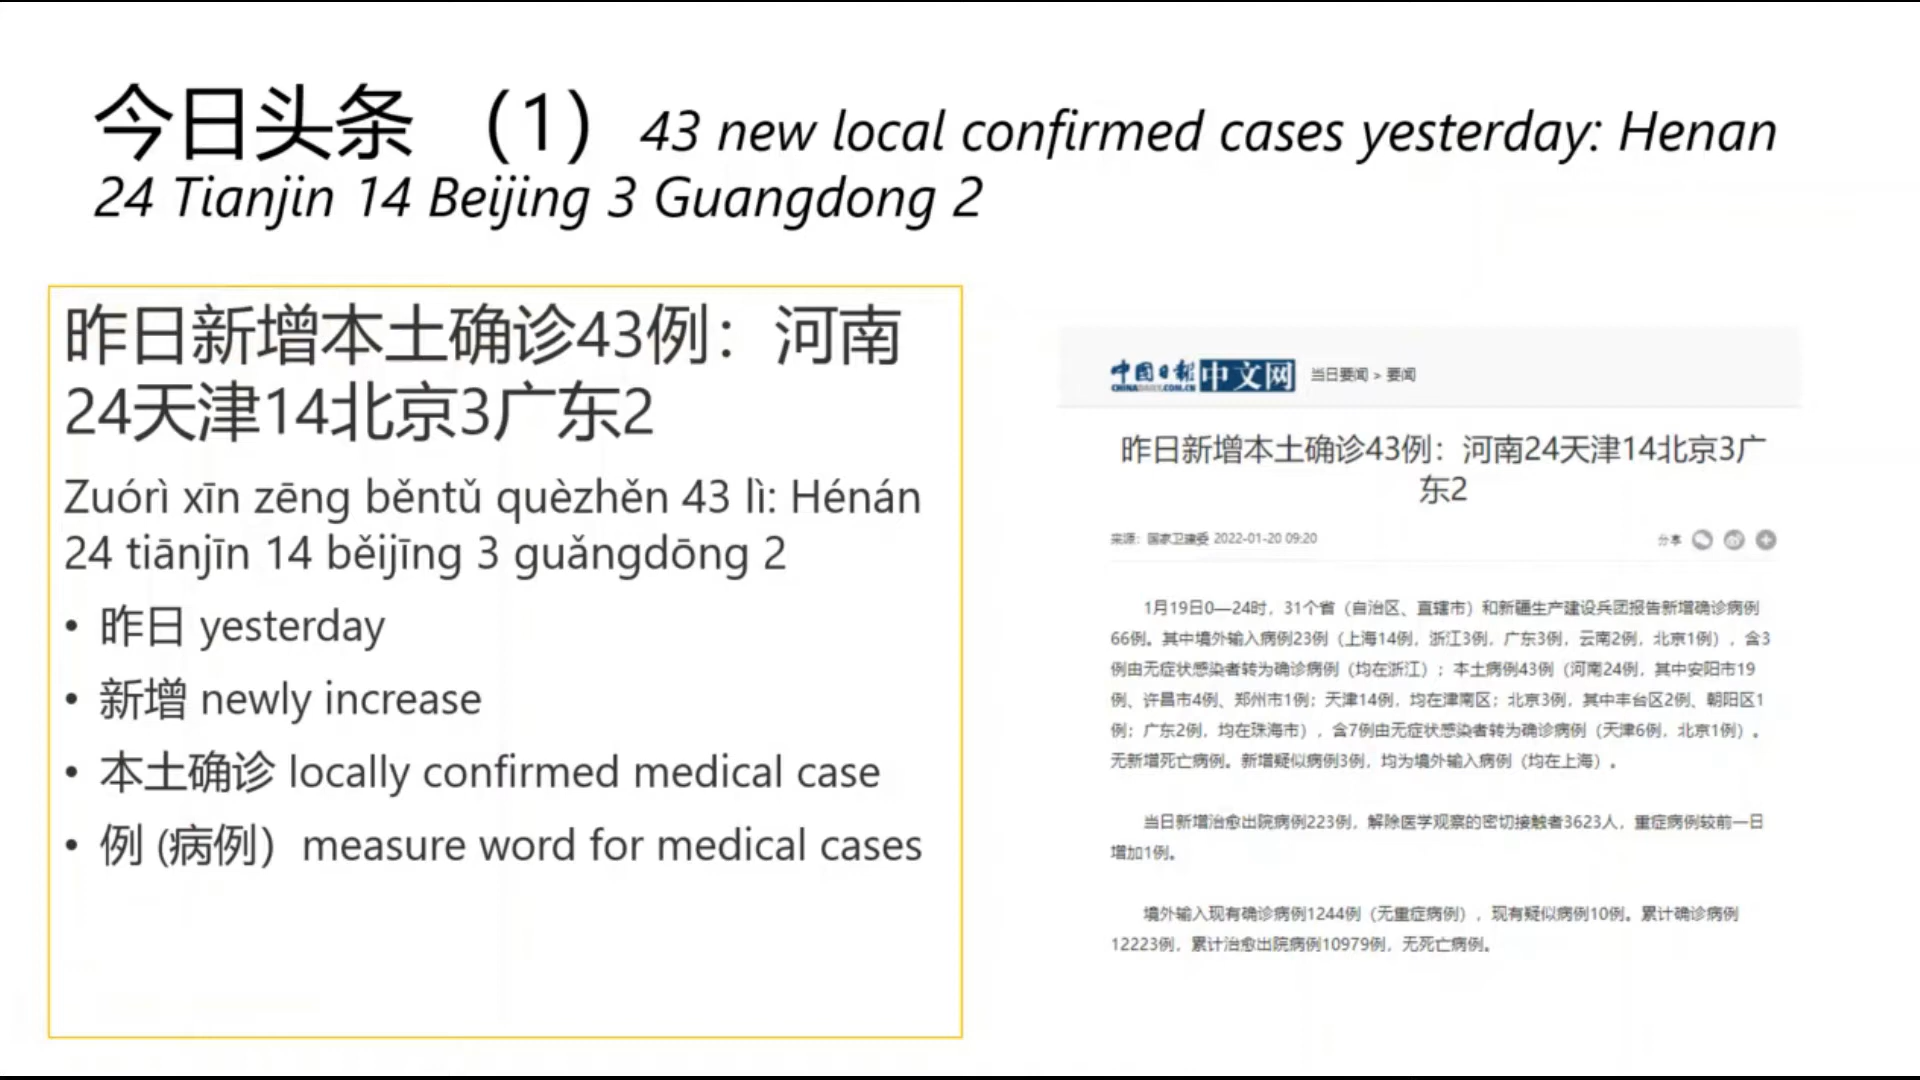 今日头条 （1）43 new local confirmed cases yesterday: Henan
24 Tianjin 14 Beijing 3 Guangdong 2
昨日新增本土确诊43例：河南
24天津14北京3广东2
Zuórì xīn zēng běntǔ quèzhěn 43 lì: Hénán
24 tiānjīn 14 běijīng 3 guǎngdōng 2
• 昨日 yesterday
• 新增 newly increase
• 本土确诊 locally confirmed medical case
• 例 (病例）measure word for medical cases
中国日报 中文网 当日要闻 > 要闻
CHINADAILY.COM.CN
昨日新增本土确诊43例：河南24天津14北京3广
东2
来源：国家卫健委 2022-01-20 09:20 分享
1月19日0—24时，31个省（自治区、直辖市）和新疆生产建设兵团报告新增确诊病例
66例。其中境外输入病例23例（上海14例，浙江3例，广东3例，云南2例，北京1例），含3
例由无症状感染者转为确诊病例（均在浙江）；本土病例43例（河南24例，其中安阳市19
例、许昌市4例、郑州市1例；天津14例，均在津南区；北京3例，其中丰台区2例、朝阳区1
例；广东2例，均在珠海市），含7例由无症状感染者转为确诊病例（天津6例，北京1例）。
无新增死亡病例。新增疑似病例3例，均为境外输入病例（均在上海）。
当日新增治愈出院病例223例，解除医学观察的密切接触者3623人，重症病例较前一日
增加1例。
境外输入现有确诊病例1244例（无重症病例），现有疑似病例10例。累计确诊病例
12223例，累计治愈出院病例10979例，无死亡病例。